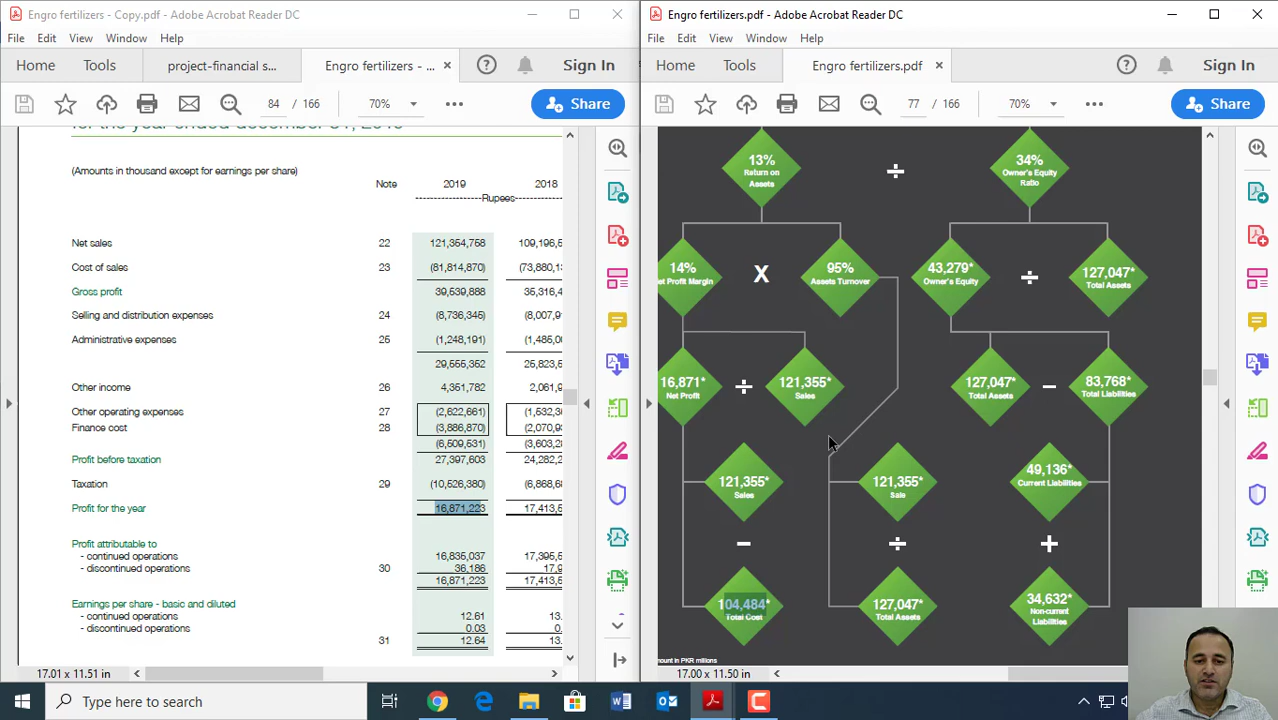 Engro fertilizers - Copy.pdf - Adobe Acrobat Reader DC
File Edit View Window Help
Home Tools project-financial s... Engro fertilizers - ... × ? Sign In
84 / 166 70% Share
(Amounts in thousand except for earnings per share)
Note 2019 2018
Rupees
Net sales 22 121,354,758 109,196,5
Cost of sales 23 (81,814,870) (73,880,1
Gross profit 39,539,888 35,316,4
Selling and distribution expenses 24 (8,736,345) (8,007,9
Administrative expenses 25 (1,248,191) (1,485,0
29,555,352 25,823,5
Other income 26 4,351,782 2,061,9
Other operating expenses 27 (2,622,661) (1,532,3
Finance cost 28 (3,886,870) (2,070,9
(6,509,531) (3,603,2
Profit before taxation 27,397,603 24,282,2
Taxation 29 (10,526,380) (6,868,6
Profit for the year 16,871,223 17,413,5
Profit attributable to
- continued operations 16,835,037 17,395,5
- discontinued operations 30 36,186 17,9
16,871,223 17,413,5
Earnings per share - basic and diluted
- continued operations 12.61 13.
- discontinued operations 0.03 0.
31 12.64 13.
17.01 x 11.51 in
Engro fertilizers.pdf - Adobe Acrobat Reader DC
File Edit View Window Help
Home Tools Engro fertilizers.pdf × ? Sign In
77 / 166 70% Share
13%
Return on
Assets
÷
34%
Owner's Equity
Ratio
14%
et Profit Margin
X
95%
Assets Turnover
43,279*
Owner's Equity
÷
127,047*
Total Assets
16,871*
Net Profit
÷
121,355*
Sales
127,047*
Total Assets
−
83,768*
Total Liabilities
121,355*
Sales
121,355*
Sale
49,136*
Current Liabilities
− ÷ +
104,484*
Total Cost
127,047*
Total Assets
34,632*
Non-current
Liabilities
mount in PKR millions
17.00 x 11.50 in
Type here to search